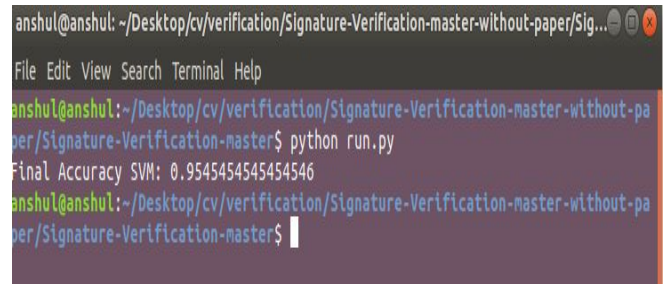 anshul@anshul: ~/Desktop/cv/verification/Signature-Verification-master-without-paper/Sig...
File Edit View Search Terminal Help
anshul@anshul:~/Desktop/cv/verification/Signature-Verification-master-without-pa
per/Signature-Verification-master$ python run.py
Final Accuracy SVM: 0.9545454545454546
anshul@anshul:~/Desktop/cv/verification/Signature-Verification-master-without-pa
per/Signature-Verification-master$